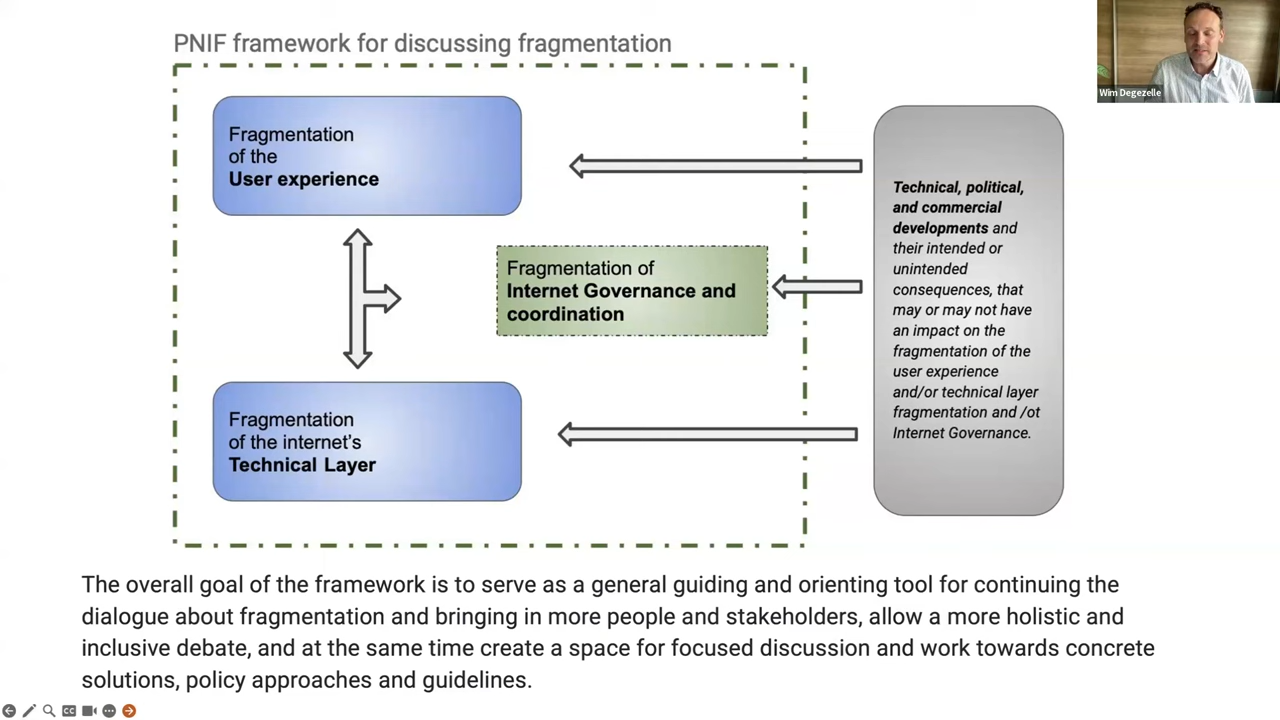 PNIF framework for discussing fragmentation
Wim Degezelle
Fragmentation
of the
User experience
Fragmentation of
Internet Governance and
coordination
Fragmentation
of the internet's
Technical Layer
Technical, political,
and commercial
developments and
their intended or
unintended
consequences, that
may or may not have
an impact on the
fragmentation of the
user experience
and/or technical layer
fragmentation and /ot
Internet Governance.
The overall goal of the framework is to serve as a general guiding and orienting tool for continuing the
dialogue about fragmentation and bringing in more people and stakeholders, allow a more holistic and
inclusive debate, and at the same time create a space for focused discussion and work towards concrete
solutions, policy approaches and guidelines.
CC